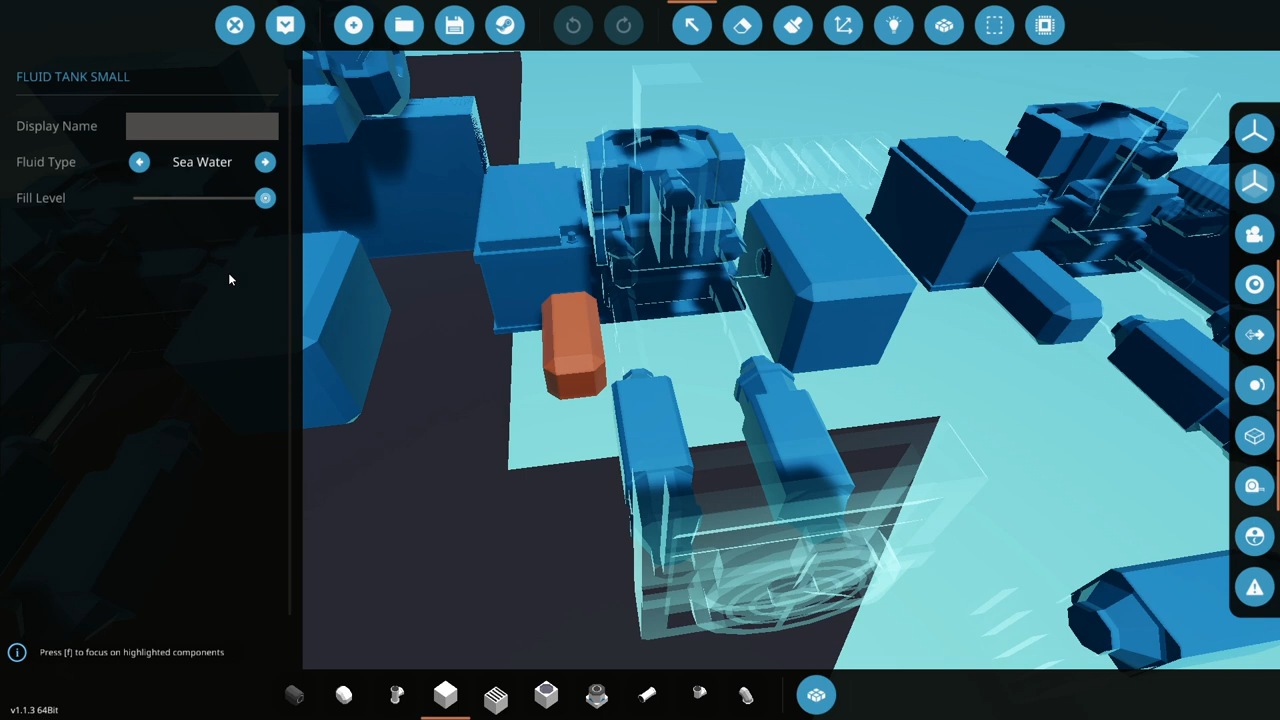 FLUID TANK SMALL
Display Name
Fluid Type Sea Water
Fill Level
Press [f] to focus on highlighted components
v1.1.3 64Bit